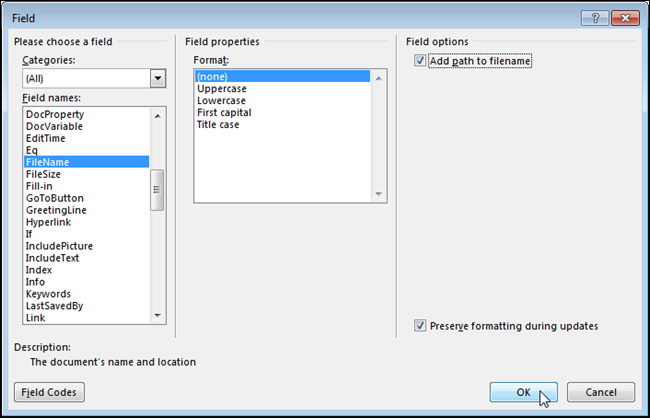 Field
Please choose a field
Categories:
(All)
Field names:
DocProperty
DocVariable
EditTime
Eq
FileName
FileSize
Fill-in
GoToButton
GreetingLine
Hyperlink
If
IncludePicture
IncludeText
Index
Info
Keywords
LastSavedBy
Link
Field properties
Format:
(none)
Uppercase
Lowercase
First capital
Title case
Field options
Add path to filename
Preserve formatting during updates
Description:
The document's name and location
Field Codes
OK
Cancel